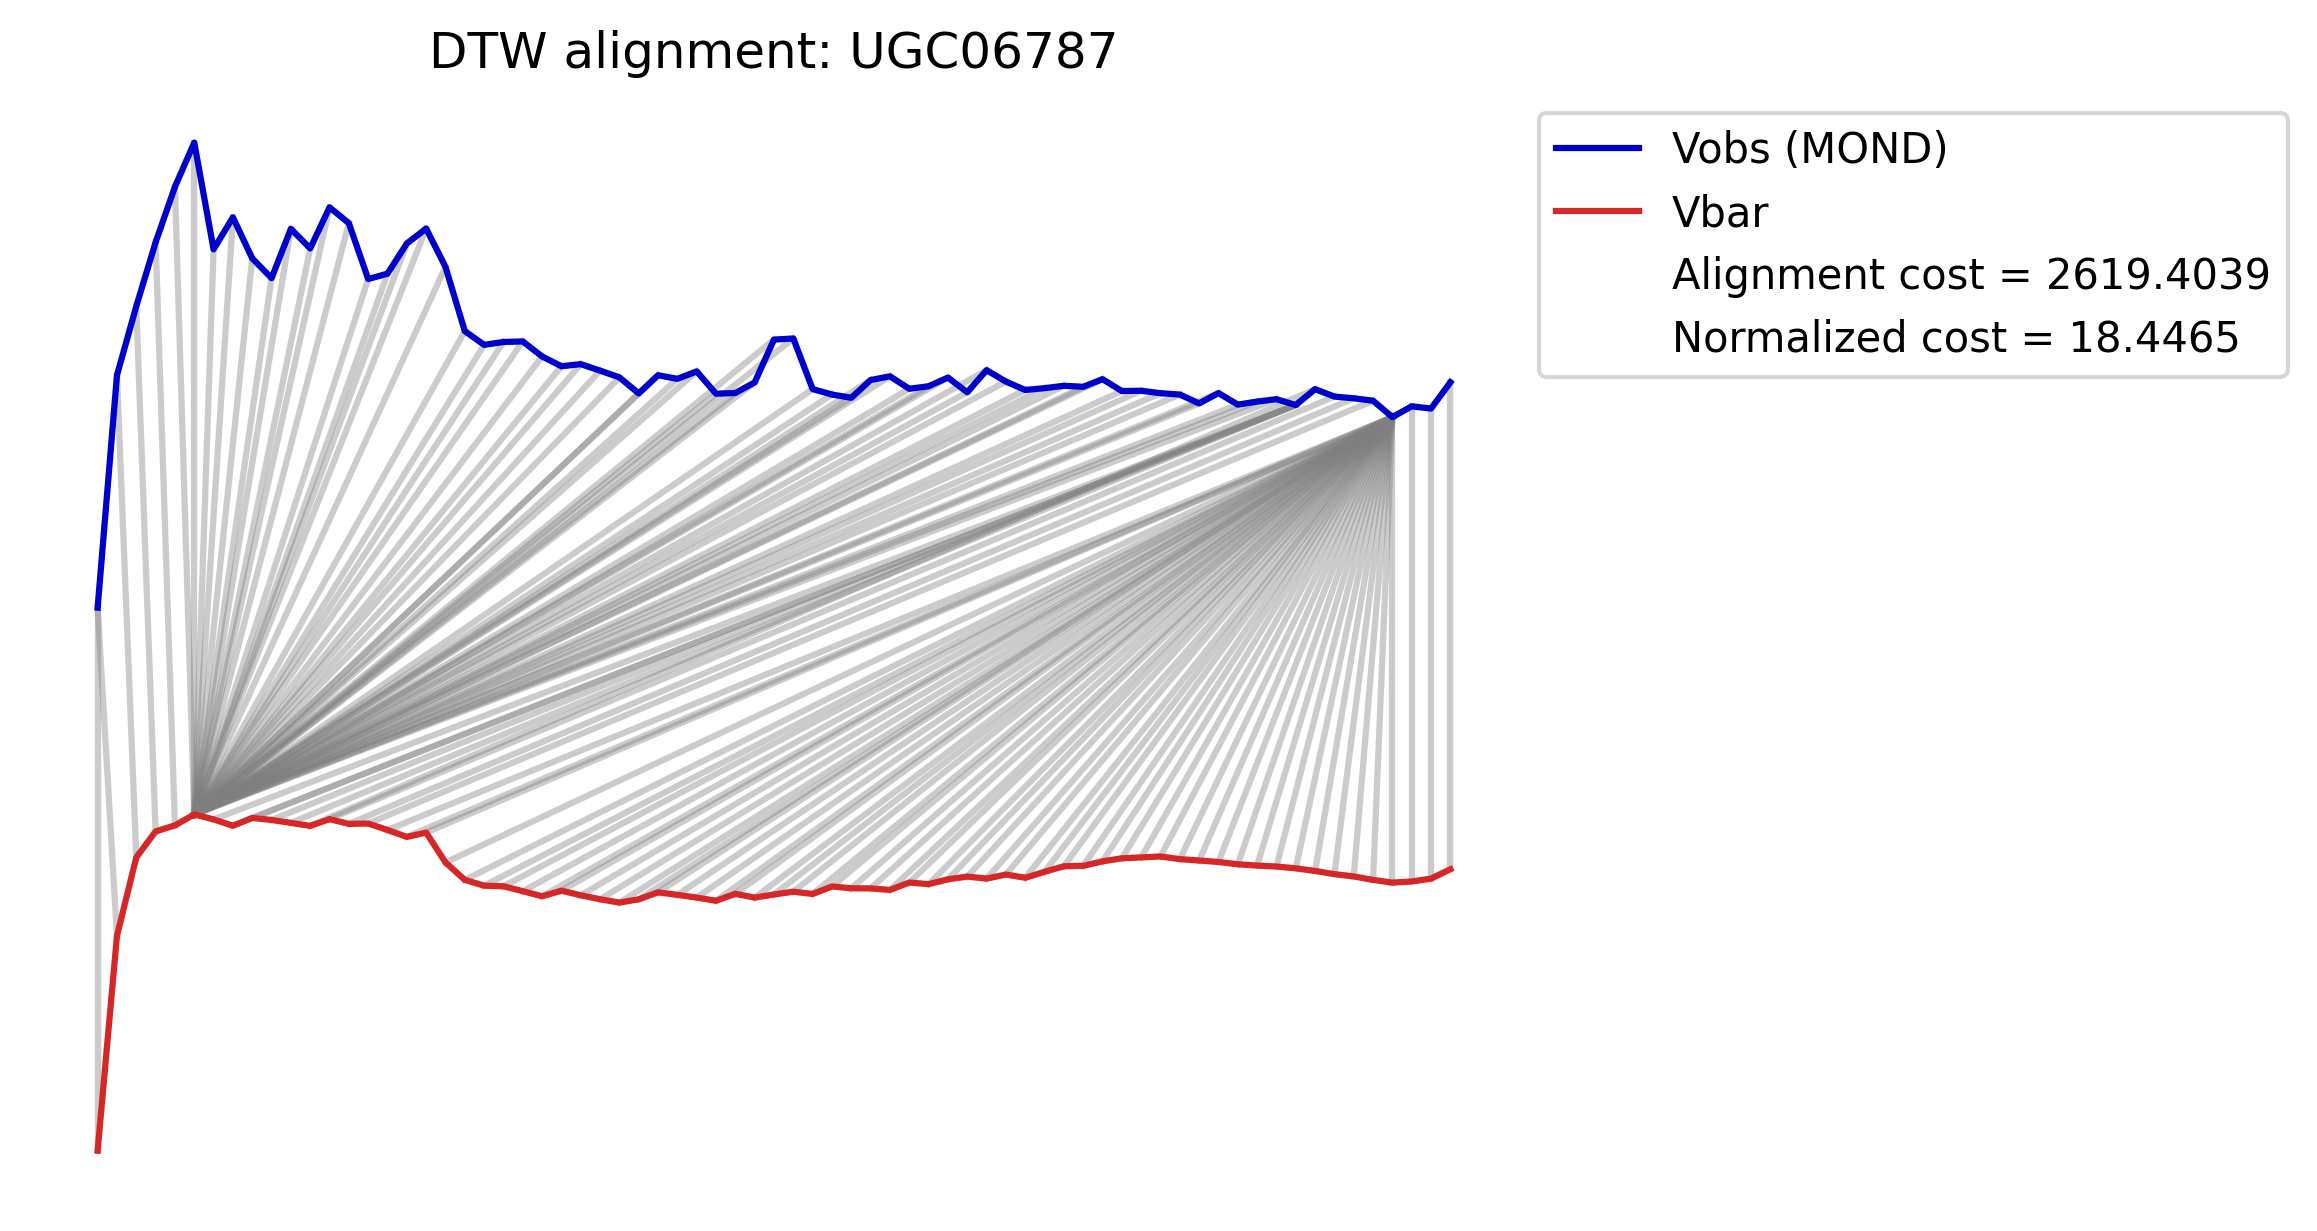 DTW alignment: UGC06787
Vobs (MOND)
Vbar
Alignment cost = 2619.4039
Normalized cost = 18.4465